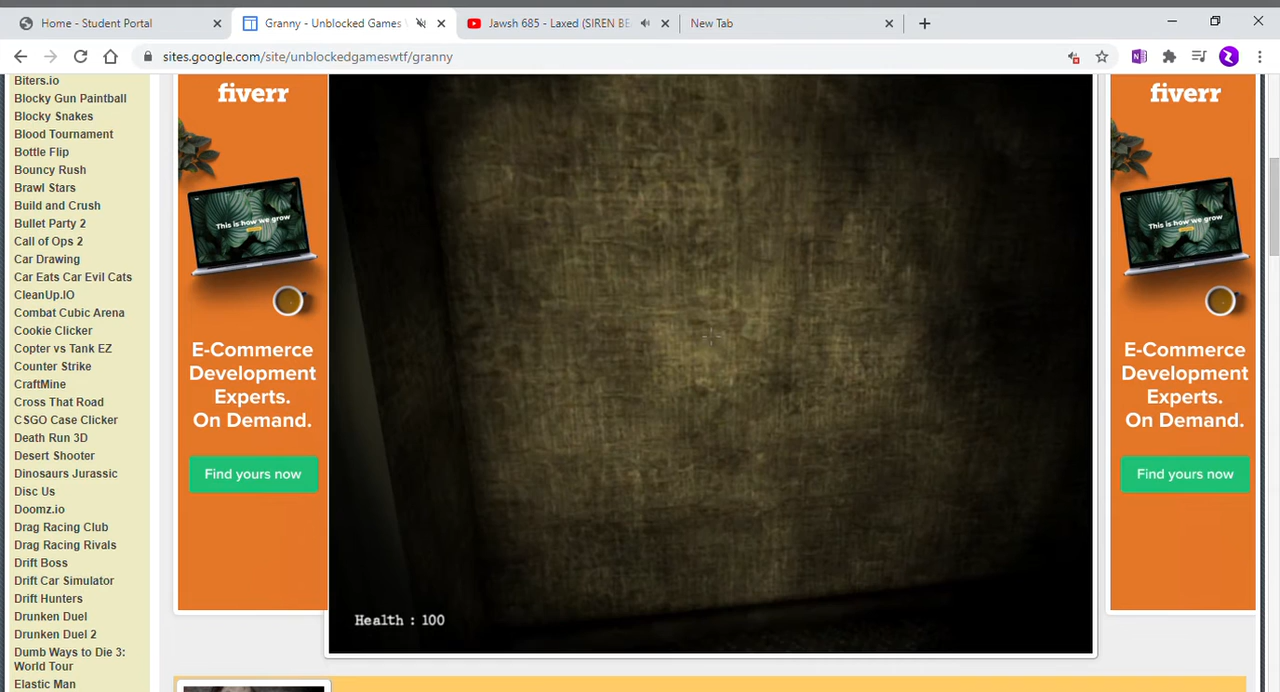 Home - Student Portal
Granny - Unblocked Games
Jawsh 685 - Laxed (SIREN BE
New Tab
sites.google.com/site/unblockedgameswtf/granny
Biters.io
Blocky Gun Paintball
Blocky Snakes
Blood Tournament
Bottle Flip
Bouncy Rush
Brawl Stars
Build and Crush
Bullet Party 2
Call of Ops 2
Car Drawing
Car Eats Car Evil Cats
CleanUp.IO
Combat Cubic Arena
Cookie Clicker
Copter vs Tank EZ
Counter Strike
CraftMine
Cross That Road
CSGO Case Clicker
Death Run 3D
Desert Shooter
Dinosaurs Jurassic
Disc Us
Doomz.io
Drag Racing Club
Drag Racing Rivals
Drift Boss
Drift Car Simulator
Drift Hunters
Drunken Duel
Drunken Duel 2
Dumb Ways to Die 3:
World Tour
Elastic Man
fiverr
This is how we grow
E-Commerce
Development
Experts.
On Demand.
Find yours now
Health : 100
fiverr
This is how we grow
E-Commerce
Development
Experts.
On Demand.
Find yours now